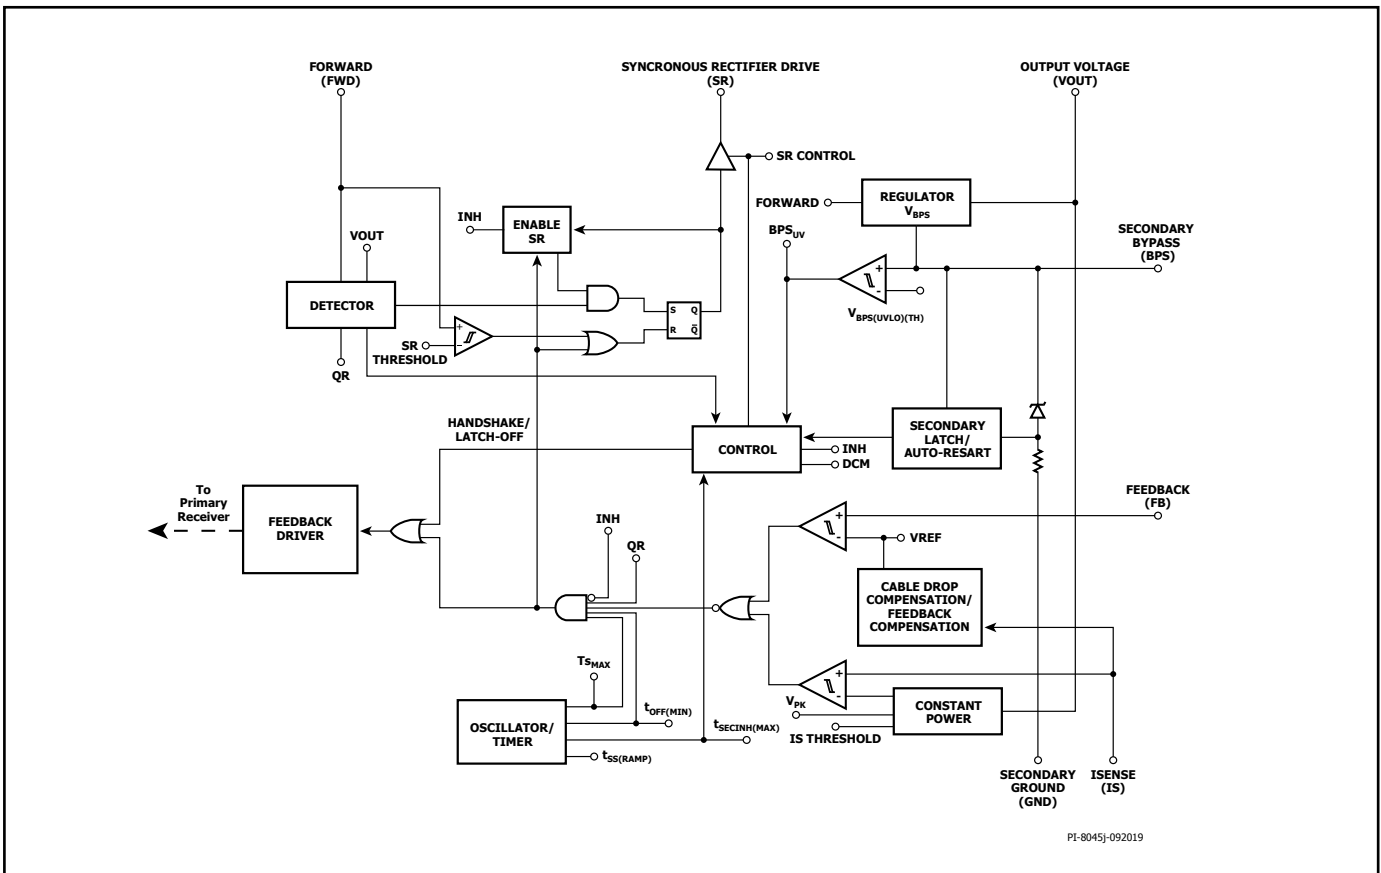 FORWARD
(FWD)
SYNCRONOUS RECTIFIER DRIVE
(SR)
OUTPUT VOLTAGE
(VOUT)
SR CONTROL
REGULATOR
VBPS
FORWARD
INH
ENABLE
SR
BPSUV
SECONDARY
BYPASS
(BPS)
VOUT
+
-
VBPS(UVLO)(TH)
DETECTOR
S Q
R Q̅
+
-
SR
THRESHOLD
QR
HANDSHAKE/
LATCH-OFF
CONTROL
INH
DCM
SECONDARY
LATCH/
AUTO-RESART
To
Primary
Receiver
FEEDBACK
DRIVER
INH
QR
FEEDBACK
(FB)
+
-
VREF
CABLE DROP
COMPENSATION/
FEEDBACK
COMPENSATION
TsMAX
+
-
OSCILLATOR/
TIMER
tOFF(MIN)
tSECINH(MAX)
tSS(RAMP)
VPK
IS THRESHOLD
CONSTANT
POWER
SECONDARY
GROUND
(GND)
ISENSE
(IS)
PI-8045j-092019